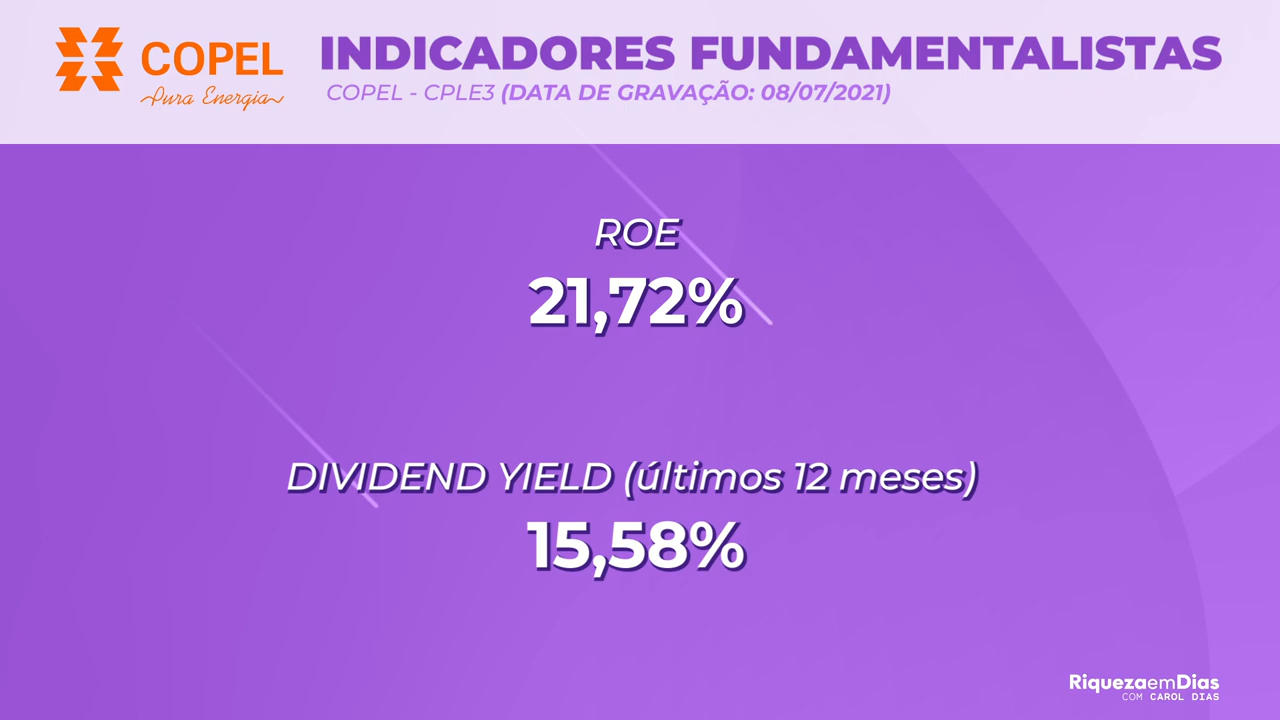 COPEL
Pura Energia
INDICADORES FUNDAMENTALISTAS
COPEL - CPLE3 (DATA DE GRAVAÇÃO: 08/07/2021)
ROE
21,72%
DIVIDEND YIELD (últimos 12 meses)
15,58%
RiquezaemDias
COM CAROL DIAS